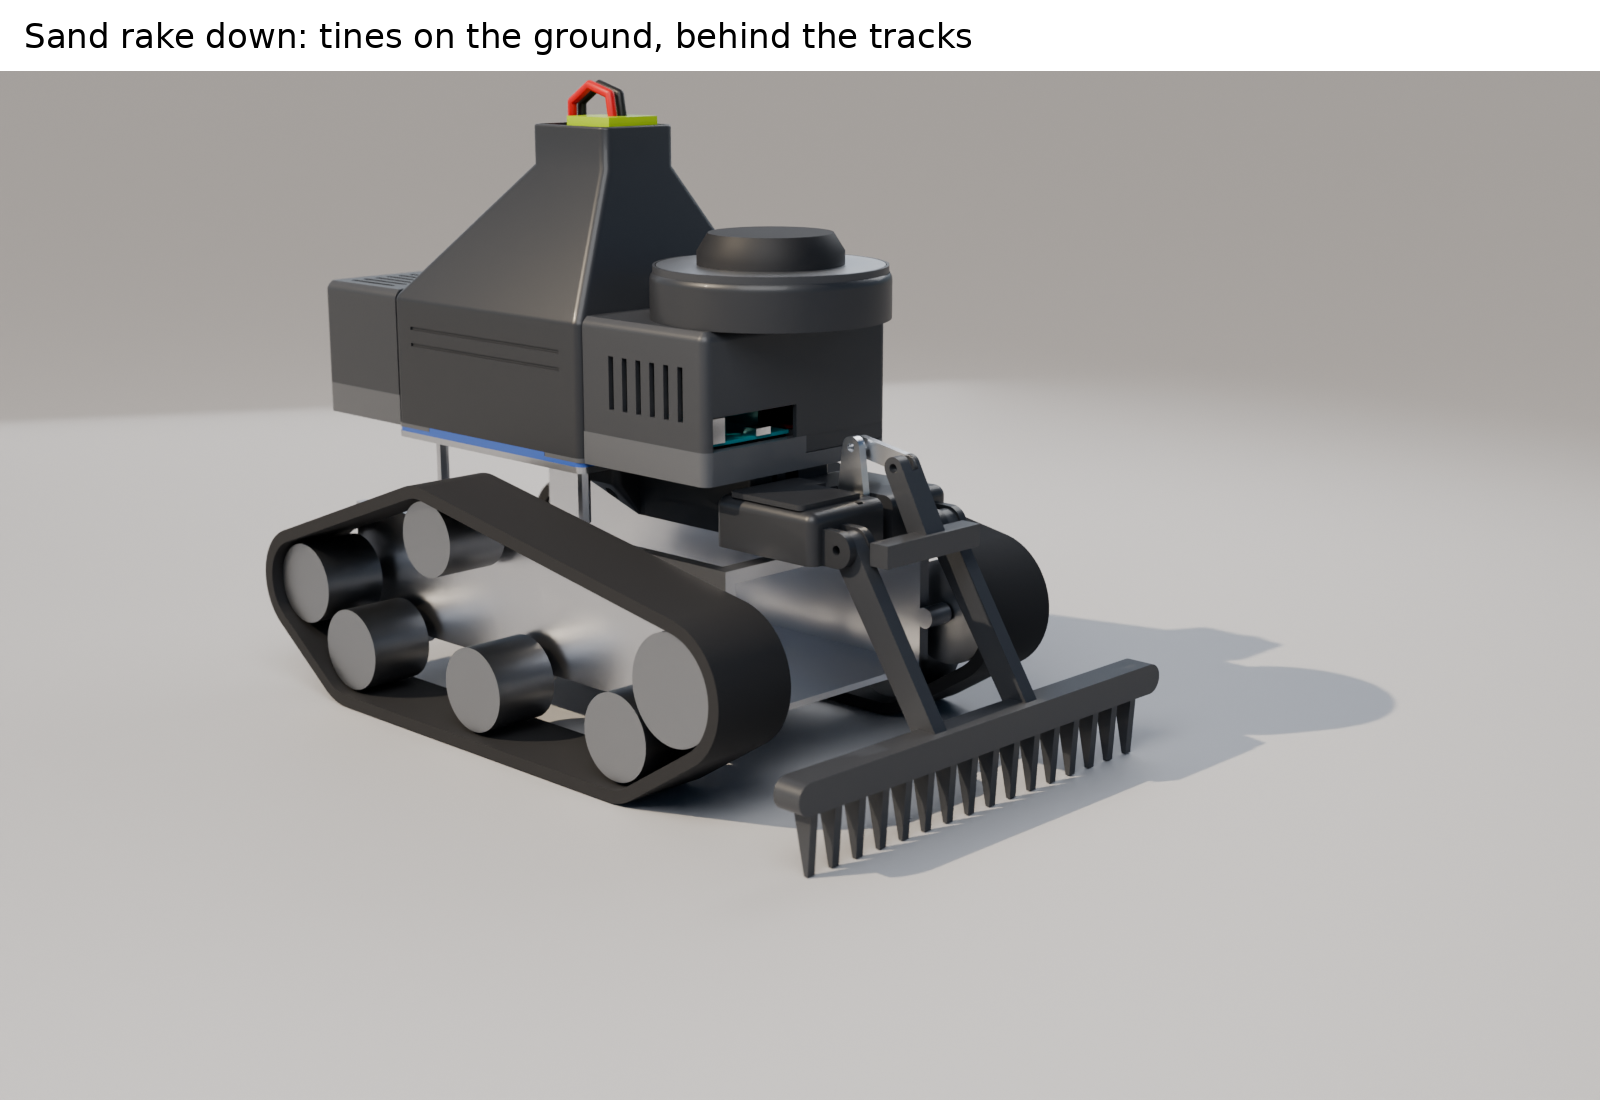 Sand rake down: tines on the ground, behind the tracks